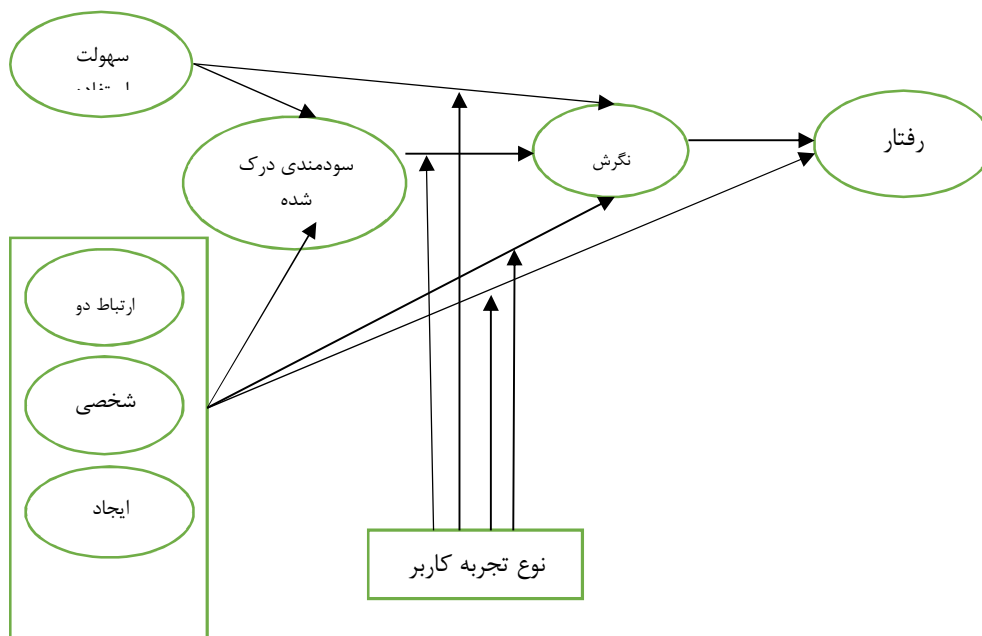 سهولت
سودمندی درک
شده
نگرش
رفتار
ارتباط دو
شخصی
ایجاد
نوع تجربه کاربر